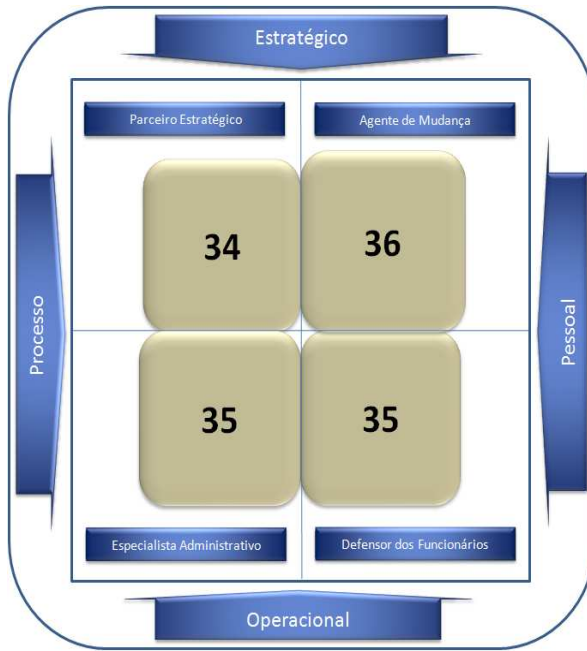 Estratégico
Parceiro Estratégico
Agente de Mudança
34
36
Processo
Pessoal
35
35
Especialista Administrativo
Defensor dos Funcionários
Operacional